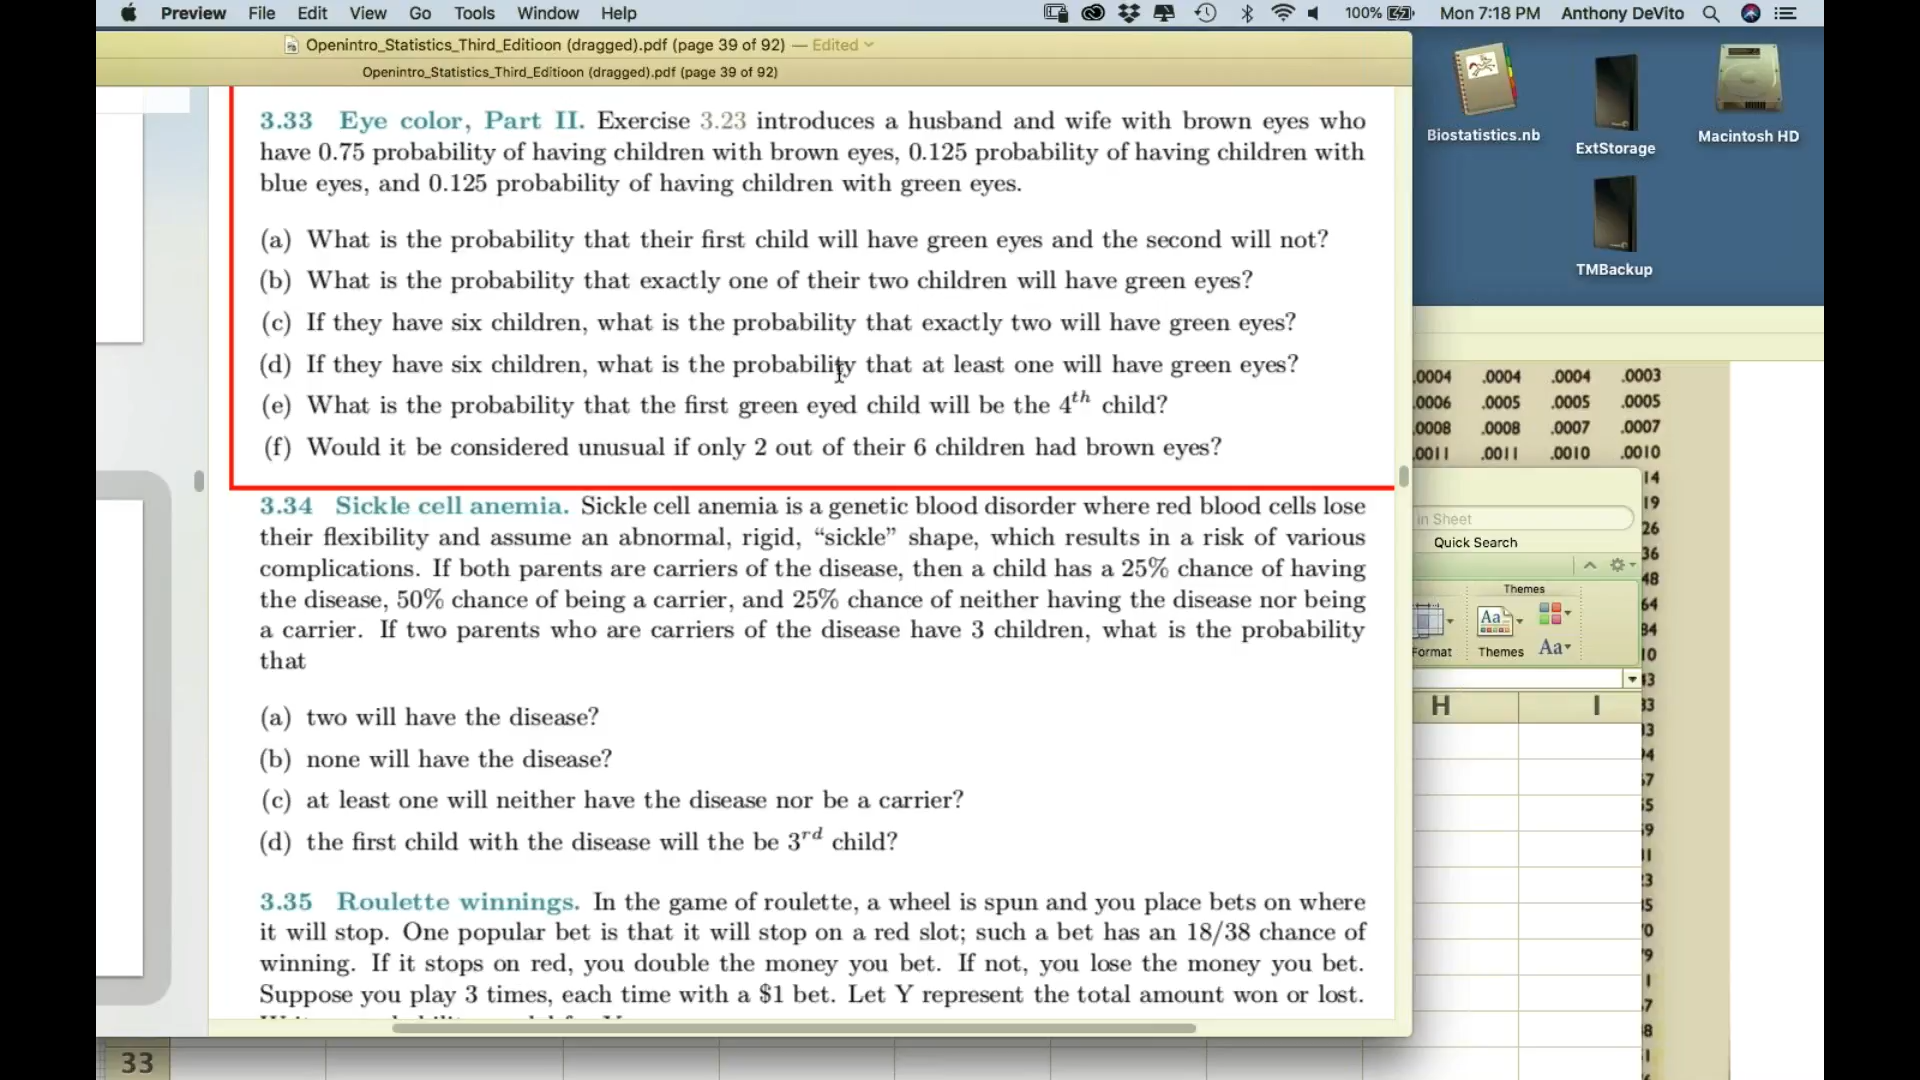 Preview File Edit View Go Tools Window Help 100% Mon 7:18 PM Anthony DeVito
Openintro_Statistics_Third_Editioon (dragged).pdf (page 39 of 92) — Edited
Openintro_Statistics_Third_Editioon (dragged).pdf (page 39 of 92)
3.33 Eye color, Part II. Exercise 3.23 introduces a husband and wife with brown eyes who
have 0.75 probability of having children with brown eyes, 0.125 probability of having children with
blue eyes, and 0.125 probability of having children with green eyes.
(a) What is the probability that their first child will have green eyes and the second will not?
(b) What is the probability that exactly one of their two children will have green eyes?
(c) If they have six children, what is the probability that exactly two will have green eyes?
(d) If they have six children, what is the probability that at least one will have green eyes?
(e) What is the probability that the first green eyed child will be the 4th child?
(f) Would it be considered unusual if only 2 out of their 6 children had brown eyes?
3.34 Sickle cell anemia. Sickle cell anemia is a genetic blood disorder where red blood cells lose
their flexibility and assume an abnormal, rigid, “sickle” shape, which results in a risk of various
complications. If both parents are carriers of the disease, then a child has a 25% chance of having
the disease, 50% chance of being a carrier, and 25% chance of neither having the disease nor being
a carrier. If two parents who are carriers of the disease have 3 children, what is the probability
that
(a) two will have the disease?
(b) none will have the disease?
(c) at least one will neither have the disease nor be a carrier?
(d) the first child with the disease will the be 3rd child?
3.35 Roulette winnings. In the game of roulette, a wheel is spun and you place bets on where
it will stop. One popular bet is that it will stop on a red slot; such a bet has an 18/38 chance of
winning. If it stops on red, you double the money you bet. If not, you lose the money you bet.
Suppose you play 3 times, each time with a $1 bet. Let Y represent the total amount won or lost.
33
Biostatistics.nb
ExtStorage
Macintosh HD
TMBackup
.0004 .0004 .0004 .0003
.0006 .0005 .0005 .0005
.0008 .0008 .0007 .0007
.0011 .0011 .0010 .0010
in Sheet
Quick Search
Themes
Format Themes Aa
H I